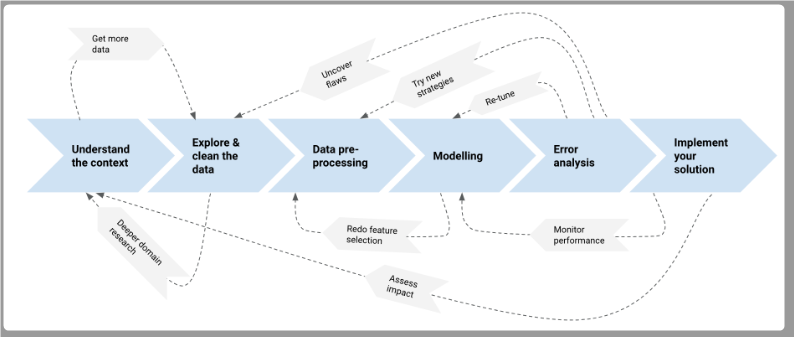 Get more
data
Uncover
flaws
Try new
strategies
Re-tune
Understand
the context
Explore &
clean the
data
Data pre-
processing
Modelling
Error
analysis
Implement
your
solution
Deeper domain
research
Redo feature
selection
Monitor
performance
Assess
impact